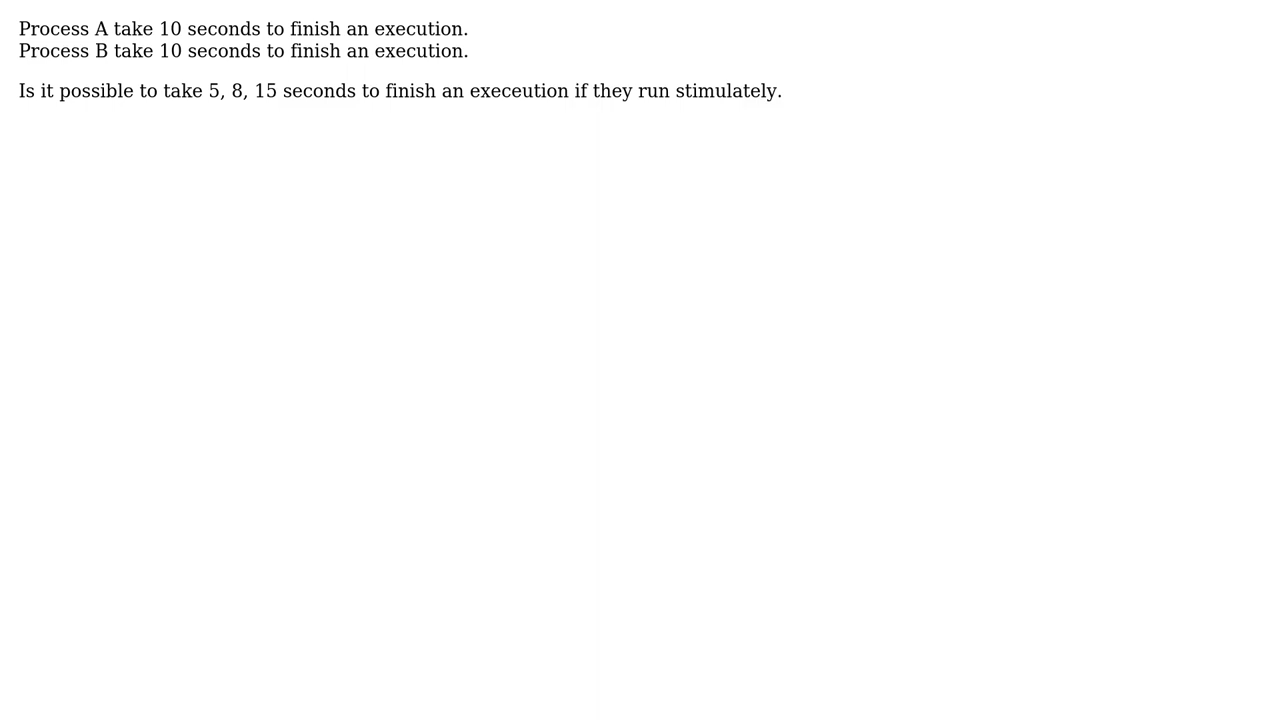 Process A take 10 seconds to finish an execution.
Process B take 10 seconds to finish an execution.
Is it possible to take 5, 8, 15 seconds to finish an execeution if they run stimulately.